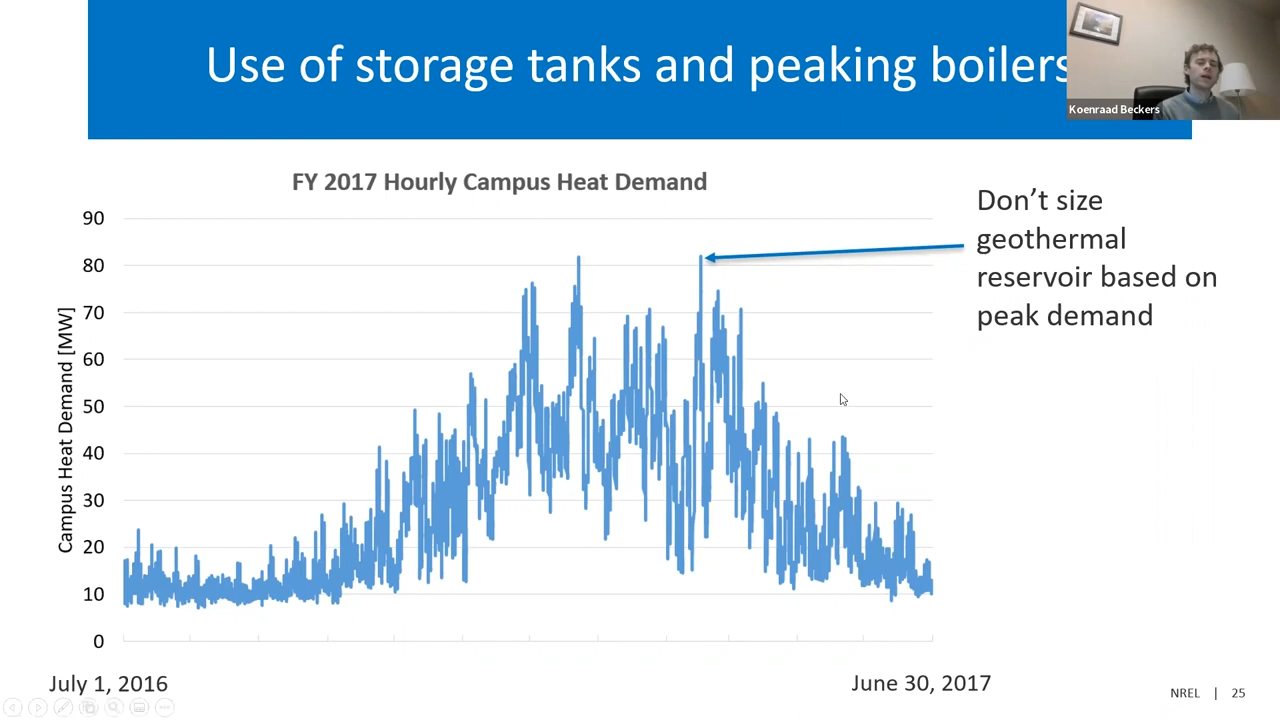 Use of storage tanks and peaking boilers
Koenraad Beckers
FY 2017 Hourly Campus Heat Demand
Don’t size
geothermal
reservoir based on
peak demand
Campus Heat Demand [MW]
90
80
70
60
50
40
30
20
10
0
July 1, 2016
June 30, 2017
NREL | 25